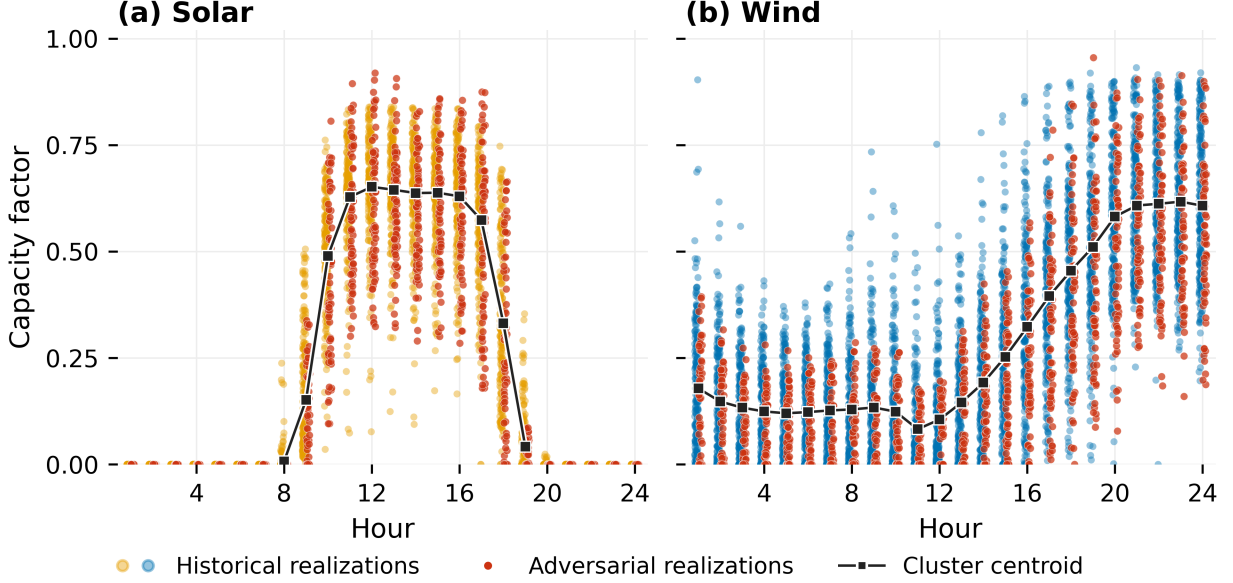 (a) Solar
(b) Wind
1.00
0.75
0.50
0.25
0.00
Capacity factor
4 8 12 16 20 24
4 8 12 16 20 24
Hour
Hour
Historical realizations
Adversarial realizations
Cluster centroid